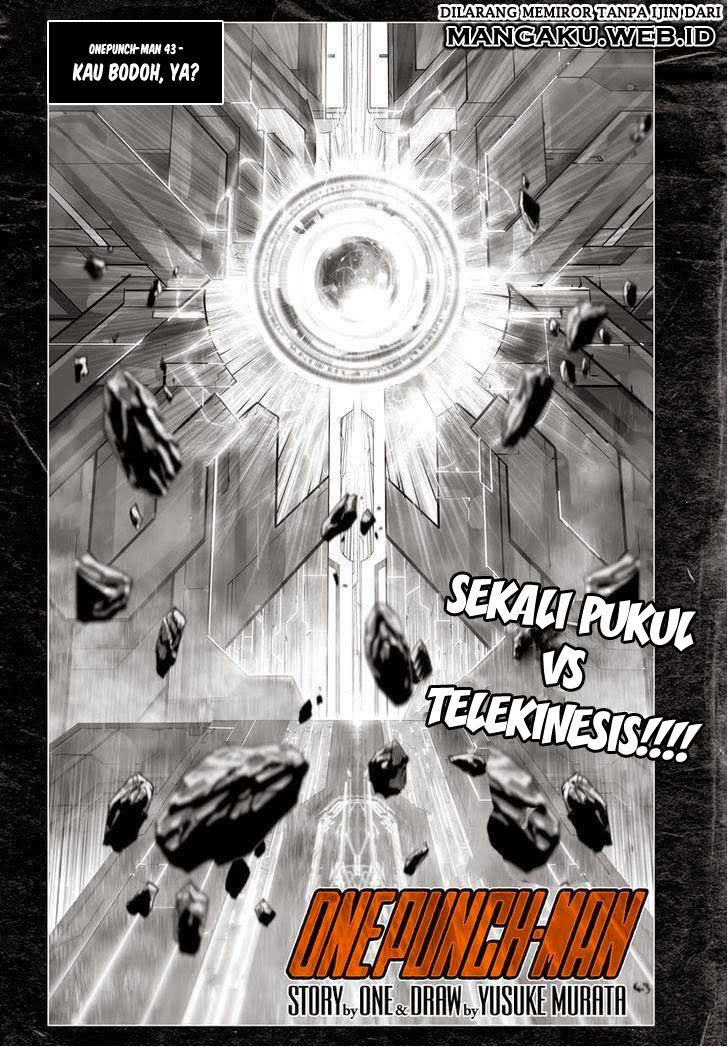 DILARANG MEMIROR TANPA IJIN DARI
MANGAKU.WEB.ID
ONEPUNCH-MAN 43 -
KAU BODOH, YA?
SEKALI PUKUL
VS
TELEKINESIS!!!!
ONEPUNCH-MAN
STORY by ONE & DRAW by YUSUKE MURATA